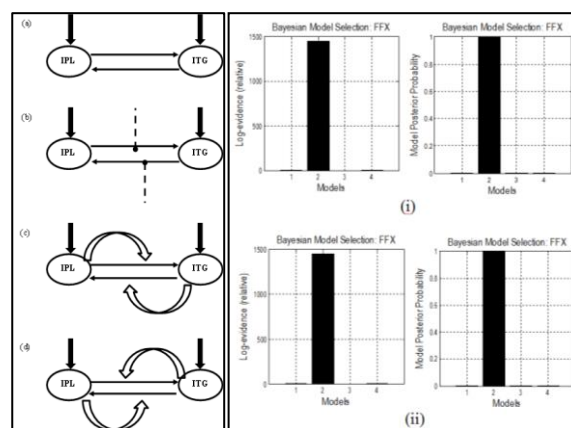 (a)
IPL ITG
(b)
IPL ITG
(c)
IPL ITG
(d)
IPL ITG
Bayesian Model Selection: FFX
Log-evidence (relative)
1500
1000
500
0
1 2 3 4
Models
Bayesian Model Selection: FFX
Model Posterior Probability
1
0.8
0.6
0.4
0.2
0
1 2 3 4
Models
(i)
Bayesian Model Selection: FFX
Log-evidence (relative)
1500
1000
500
0
1 2 3 4
Models
Bayesian Model Selection: FFX
Model Posterior Probability
1
0.8
0.6
0.4
0.2
0
1 2 3 4
Models
(ii)